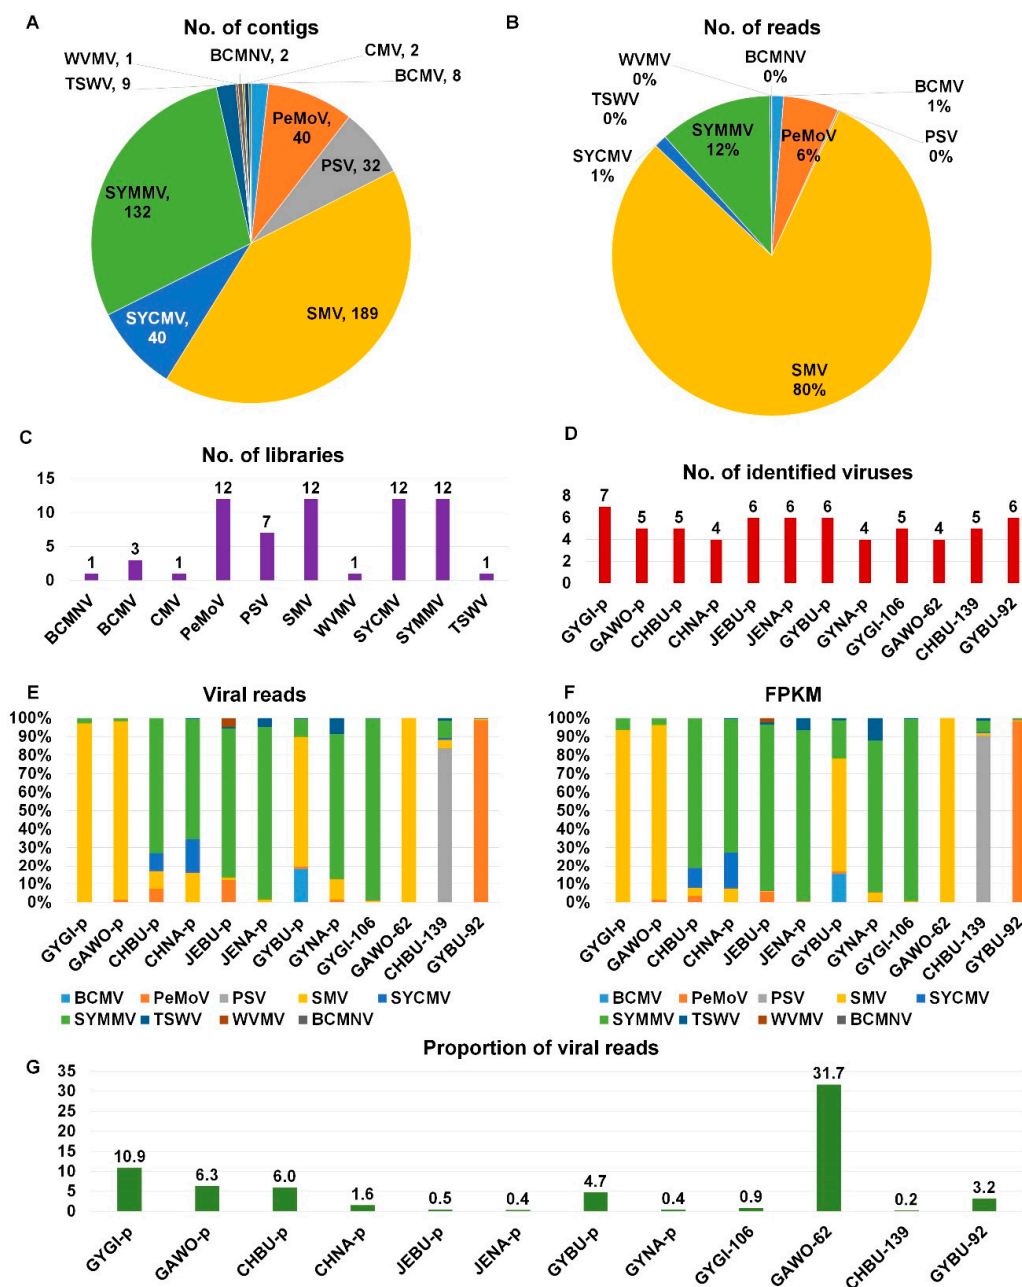 A
No. of contigs
WVMV, 1
BCMNV, 2
CMV, 2
TSWV, 9
BCMV, 8
PeMoV,
40
PSV, 32
SYMMV,
132
SMV, 189
SYCMV,
40
B
No. of reads
WVMV
0%
BCMNV
0%
BCMV
1%
TSWV
0%
PSV
0%
SYMMV
12%
PeMoV
6%
SYCMV
1%
SMV
80%
C
No. of libraries
15
10
5
0
1
3
1
12
7
12
1
12
12
1
BCMNV
BCMV
CMV
PeMoV
PSV
SMV
WVMV
SYCMV
SYMMV
TSWV
D
No. of identified viruses
8
6
4
2
0
7
5
5
4
6
6
6
4
5
4
5
6
GYGI-p
GAWO-p
CHBU-p
CHNA-p
JEBU-p
JENA-p
GYBU-p
GYNA-p
GYGI-106
GAWO-62
CHBU-139
GYBU-92
E
Viral reads
100%
90%
80%
70%
60%
50%
40%
30%
20%
10%
0%
GYGI-p
GAWO-p
CHBU-p
CHNA-p
JEBU-p
JENA-p
GYBU-p
GYNA-p
GYGI-106
GAWO-62
CHBU-139
GYBU-92
BCMV PeMoV PSV SMV SYCMV
SYMMV TSWV WVMV BCMNV
F
FPKM
100%
90%
80%
70%
60%
50%
40%
30%
20%
10%
0%
GYGI-p
GAWO-p
CHBU-p
CHNA-p
JEBU-p
JENA-p
GYBU-p
GYNA-p
GYGI-106
GAWO-62
CHBU-139
GYBU-92
BCMV PeMoV PSV SMV SYCMV
SYMMV TSWV WVMV BCMNV
G
Proportion of viral reads
35
30
25
20
15
10
5
0
10.9
6.3
6.0
1.6
0.5
0.4
4.7
0.4
0.9
31.7
0.2
3.2
GYGI-p
GAWO-p
CHBU-p
CHNA-p
JEBU-p
JENA-p
GYBU-p
GYNA-p
GYGI-106
GAWO-62
CHBU-139
GYBU-92